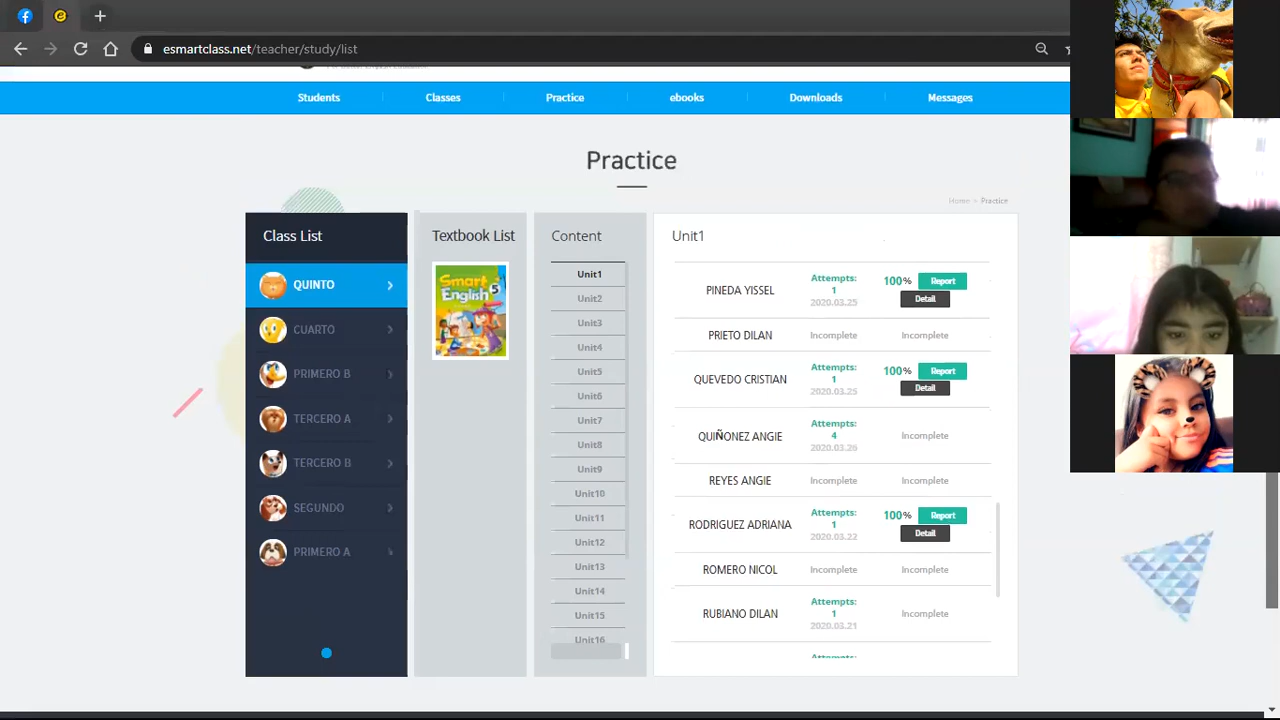 esmartclass.net/teacher/study/list
Students
Classes
Practice
ebooks
Downloads
Messages
Practice
Home > Practice
Class List
QUINTO
CUARTO
PRIMERO B
TERCERO A
TERCERO B
SEGUNDO
PRIMERO A
Textbook List
Smart
English 5
Content
Unit1
Unit2
Unit3
Unit4
Unit5
Unit6
Unit7
Unit8
Unit9
Unit10
Unit11
Unit12
Unit13
Unit14
Unit15
Unit16
Unit1
PINEDA YISSEL
Attempts:
1
2020.03.25
100% Report
Detail
PRIETO DILAN
Incomplete
Incomplete
QUEVEDO CRISTIAN
Attempts:
1
2020.03.25
100% Report
Detail
QUIÑONEZ ANGIE
Attempts:
4
2020.03.26
Incomplete
REYES ANGIE
Incomplete
Incomplete
RODRIGUEZ ADRIANA
Attempts:
1
2020.03.22
100% Report
Detail
ROMERO NICOL
Incomplete
Incomplete
RUBIANO DILAN
Attempts:
1
2020.03.21
Incomplete
Attempts: